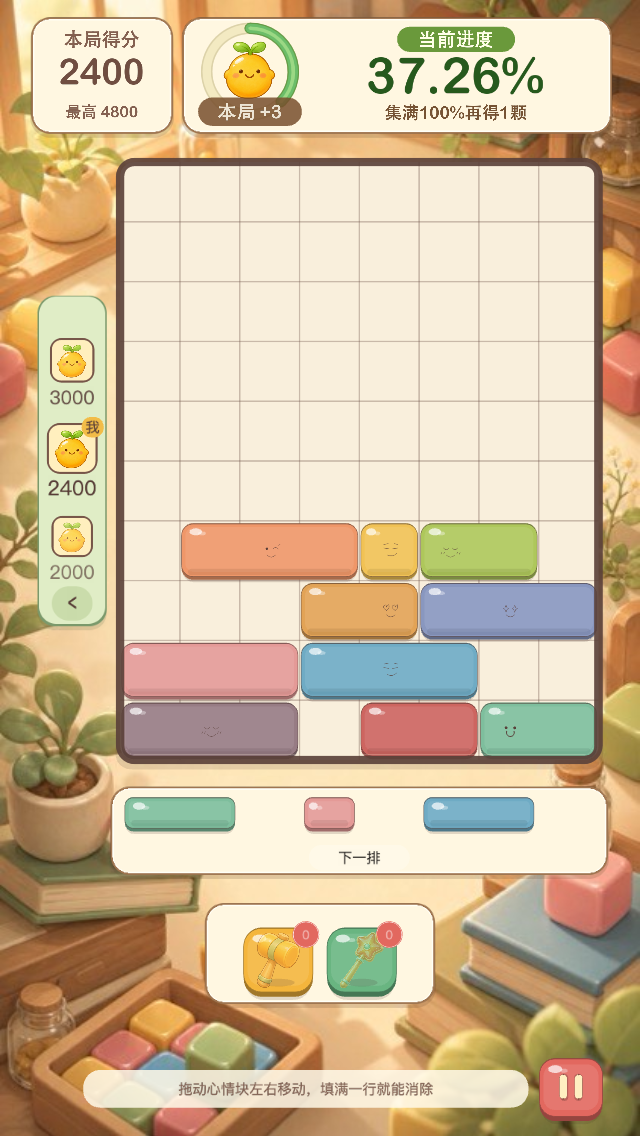 本局得分
2400
最高 4800
本局 +3
当前进度
37.26%
集满100%再得1颗
3000
我
2400
2000
<
下一排
0
0
拖动心情块左右移动，填满一行就能消除